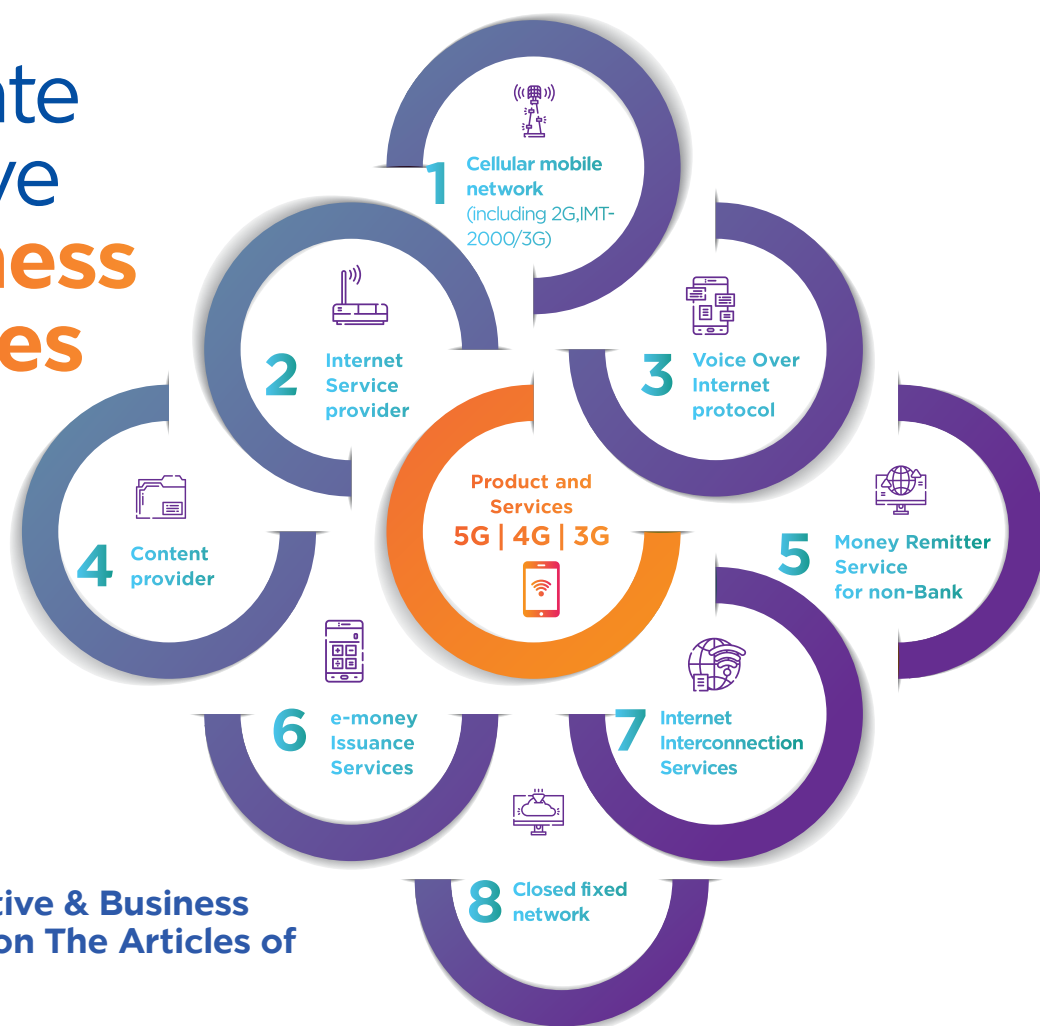 ate
ve
ness
es
1 Cellular mobile
network
(including 2G,IMT-
2000/3G)
2 Internet
Service
provider
3 Voice Over
Internet
protocol
Product and
Services
5G | 4G | 3G
4 Content
provider
5 Money Remitter
Service
for non-Bank
6 e-money
Issuance
Services
7 Internet
Interconnection
Services
8 Closed fixed
network
tive & Business
on The Articles of